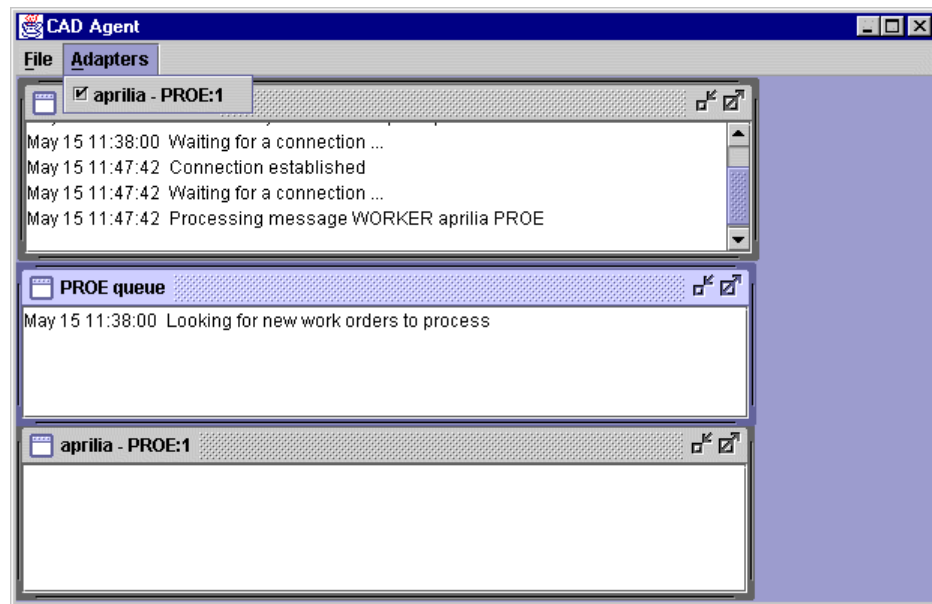 CAD Agent
File Adapters
aprilia - PROE:1
May 15 11:38:00 Waiting for a connection ...
May 15 11:47:42 Connection established
May 15 11:47:42 Waiting for a connection ...
May 15 11:47:42 Processing message WORKER aprilia PROE
PROE queue
May 15 11:38:00 Looking for new work orders to process
aprilia - PROE:1